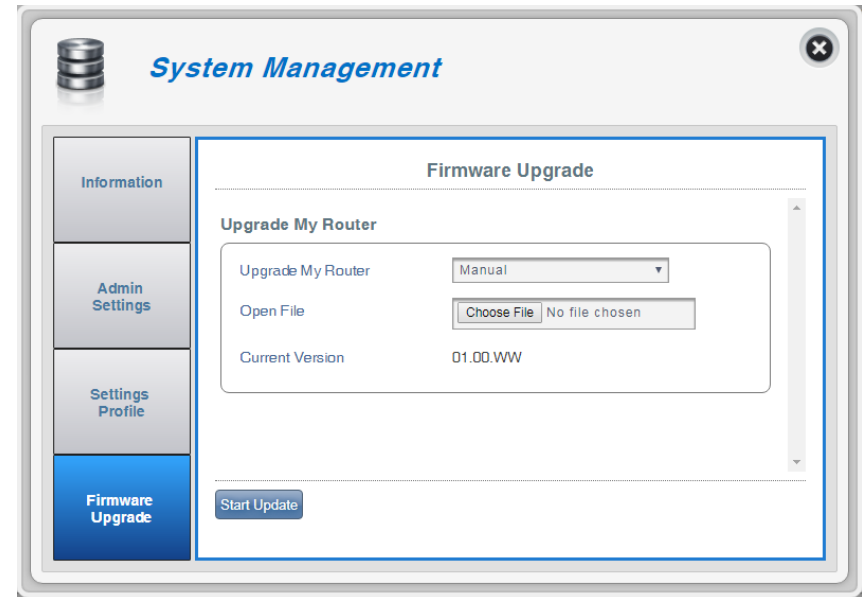 System Management
Information
Admin
Settings
Settings
Profile
Firmware
Upgrade
Firmware Upgrade
Upgrade My Router
Upgrade My Router Manual
Open File Choose File No file chosen
Current Version 01.00.WW
Start Update